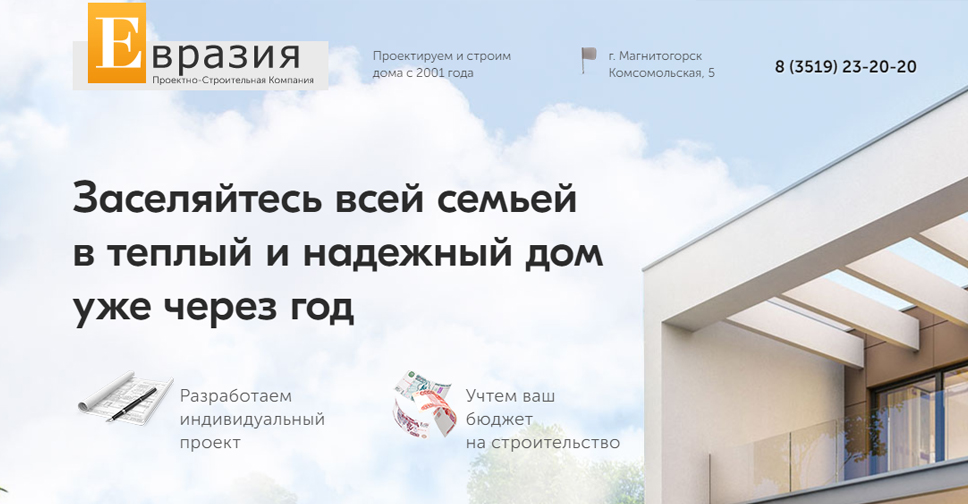 Евразия
Проектно-Строительная Компания
Проектируем и строим
дома с 2001 года
г. Магнитогорск
Комсомольская, 5
8 (3519) 23-20-20
Заселяйтесь всей семьей
в теплый и надежный дом
уже через год
Разработаем
индивидуальный
проект
Учтем ваш
бюджет
на строительство